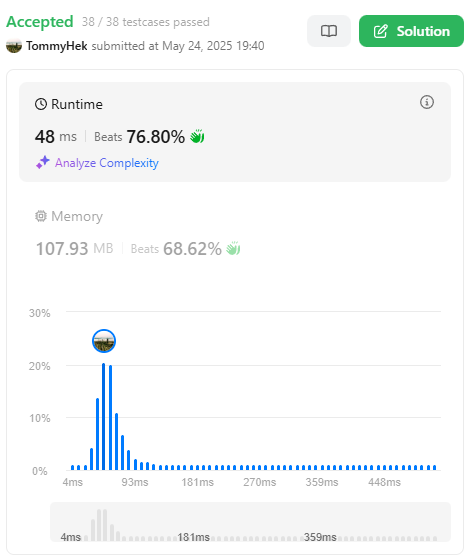 Accepted 38 / 38 testcases passed
TommyHek submitted at May 24, 2025 19:40
Solution
Runtime
48 ms Beats 76.80%
Analyze Complexity
Memory
107.93 MB Beats 68.62%
30%
20%
10%
0%
4ms 93ms 181ms 270ms 359ms 448ms
4ms 181ms 359ms